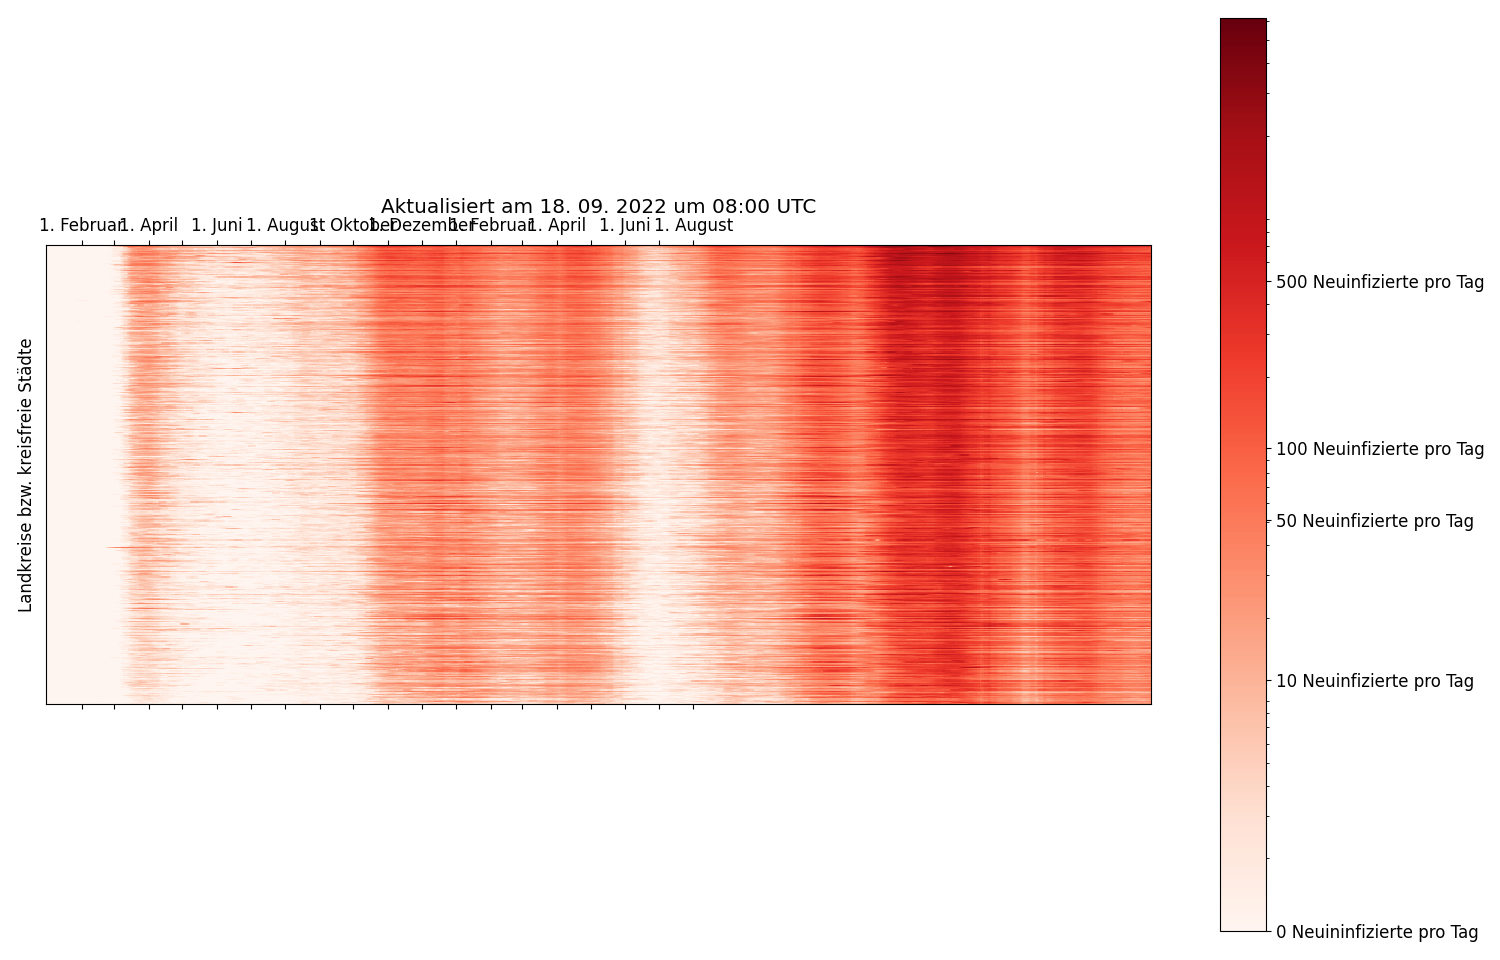 Aktualisiert am 18. 09. 2022 um 08:00 UTC
1. Februar 1. April 1. Juni 1. August 1. Oktober 1. Dezember 1. Februar 1. April 1. Juni 1. August
Landkreise bzw. kreisfreie Städte
500 Neuinfizierte pro Tag
100 Neuinfizierte pro Tag
50 Neuinfizierte pro Tag
10 Neuinfizierte pro Tag
0 Neuininfizierte pro Tag